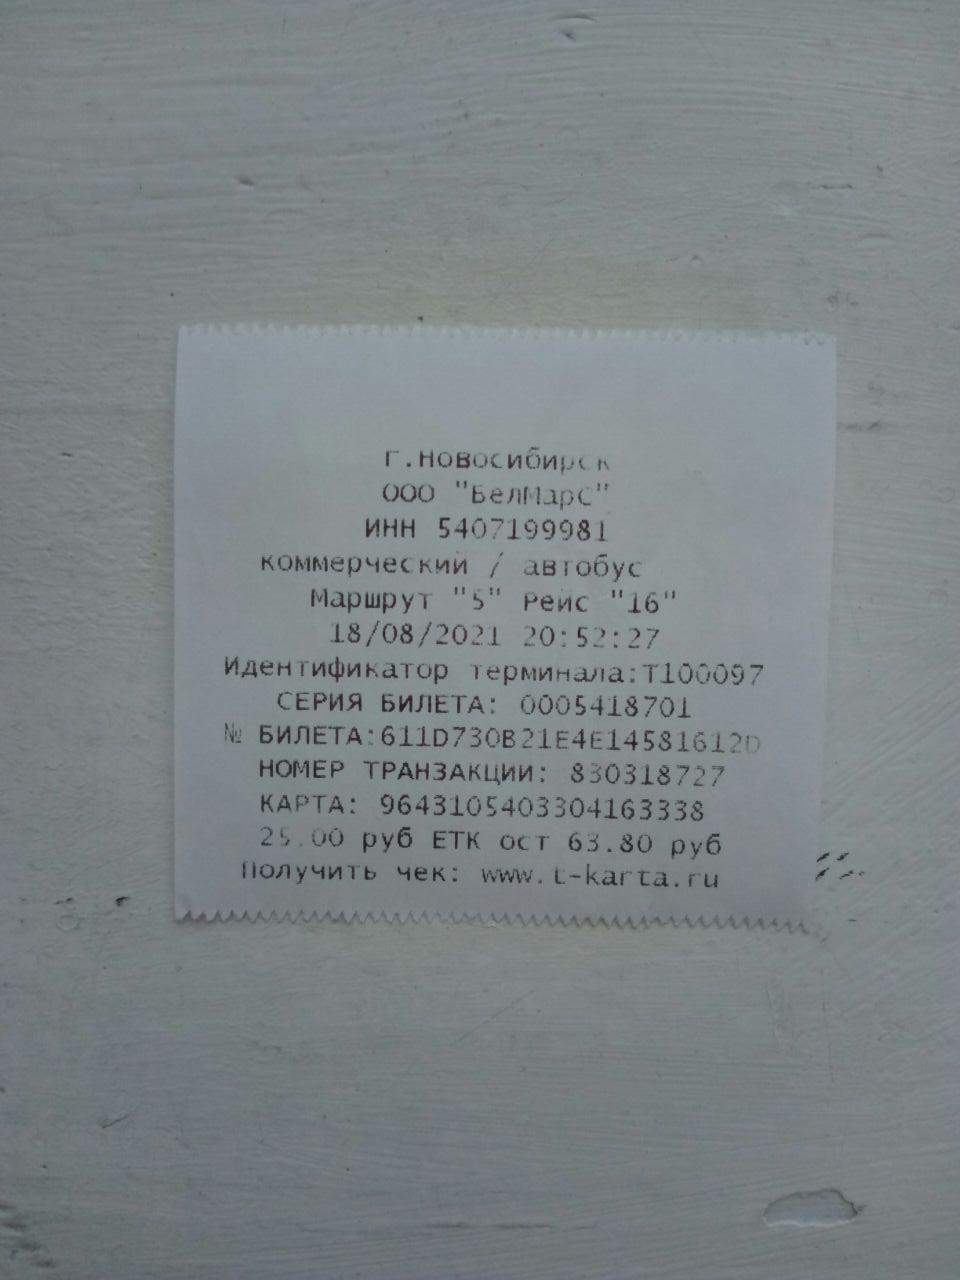 г.Новосибирск
ООО "БелМарС"
ИНН 5407199981
коммерческий / автобус
Маршрут "5" Рейс "16"
18/08/2021 20:52:27
Идентификатор терминала:T100097
СЕРИЯ БИЛЕТА: 0005418701
№ БИЛЕТА:611D730B21E4E14581612D
НОМЕР ТРАНЗАКЦИИ: 830318727
КАРТА: 9643105403304163338
25.00 руб ЕТК ост 63.80 руб
Получить чек: www.t-karta.ru